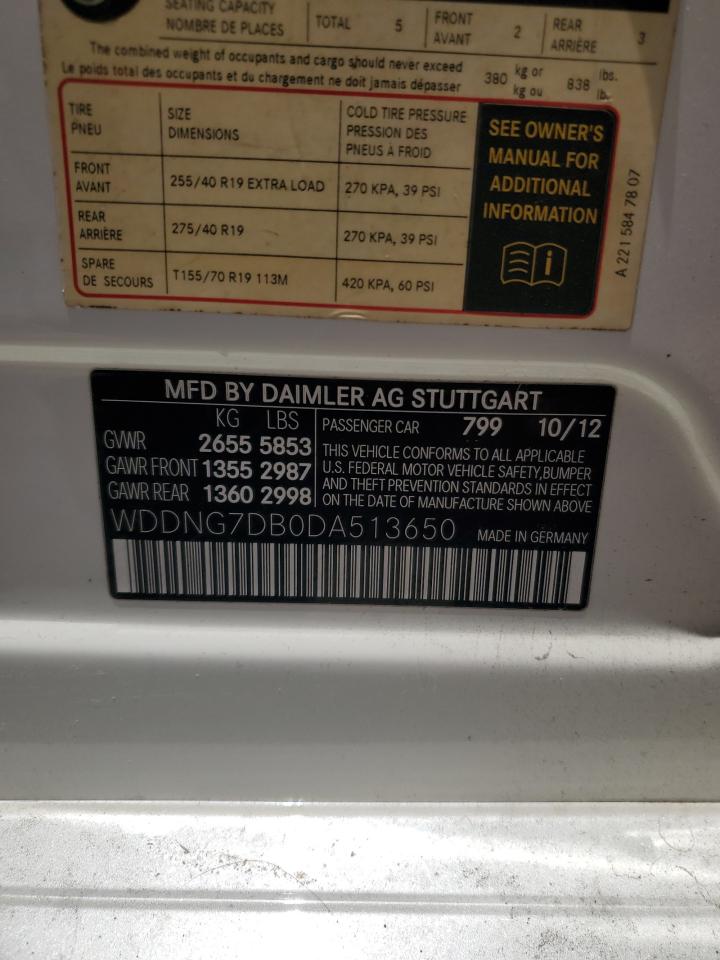 SEATING CAPACITY
NOMBRE DE PLACES
TOTAL 5
FRONT
AVANT
2
REAR
ARRIÈRE
3
The combined weight of occupants and cargo should never exceed
Le poids total des occupants et du chargement ne doit jamais dépasser
380 kg or
kg ou
838 lbs.
lb.
TIRE
PNEU
SIZE
DIMENSIONS
COLD TIRE PRESSURE
PRESSION DES
PNEUS À FROID
FRONT
AVANT
255/40 R19 EXTRA LOAD
270 KPA, 39 PSI
REAR
ARRIÈRE
275/40 R19
270 KPA, 39 PSI
SPARE
DE SECOURS
T155/70 R19 113M
420 KPA, 60 PSI
SEE OWNER'S
MANUAL FOR
ADDITIONAL
INFORMATION
i
A 221 584 78 07
MFD BY DAIMLER AG STUTTGART
KG LBS
GVWR 2655 5853
GAWR FRONT 1355 2987
GAWR REAR 1360 2998
PASSENGER CAR 799 10/12
THIS VEHICLE CONFORMS TO ALL APPLICABLE
U.S. FEDERAL MOTOR VEHICLE SAFETY,BUMPER
AND THEFT PREVENTION STANDARDS IN EFFECT
ON THE DATE OF MANUFACTURE SHOWN ABOVE
WDDNG7DB0DA513650
MADE IN GERMANY